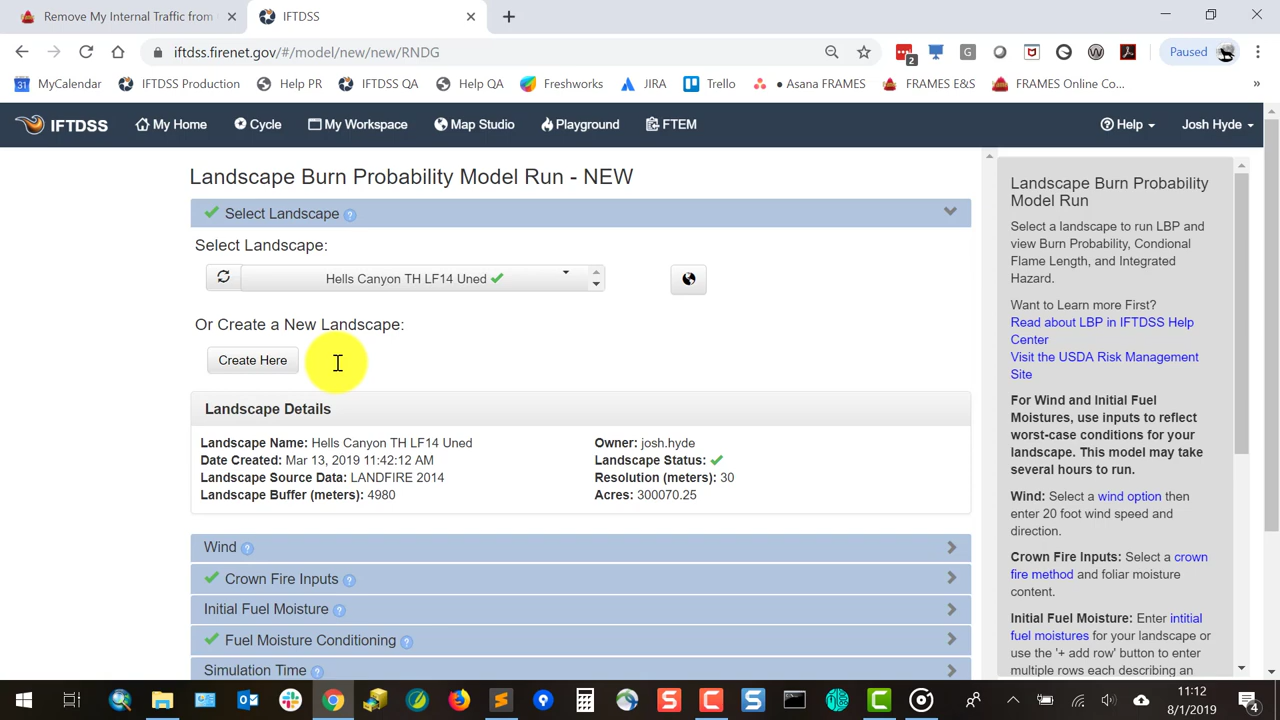 Remove My Internal Traffic from
IFTDSS
iftdss.firenet.gov/#/model/new/new/RNDG
2
G
Paused
31 MyCalendar
IFTDSS Production
Help PR
IFTDSS QA
Help QA
Freshworks
JIRA
Trello
• Asana FRAMES
FRAMES E&S
FRAMES Online Co...
»
IFTDSS
My Home
Cycle
My Workspace
Map Studio
Playground
FTEM
Help
Josh Hyde
Landscape Burn Probability Model Run - NEW
Select Landscape ?
Select Landscape:
Hells Canyon TH LF14 Uned
Or Create a New Landscape:
Create Here
Landscape Details
Landscape Name: Hells Canyon TH LF14 Uned
Date Created: Mar 13, 2019 11:42:12 AM
Landscape Source Data: LANDFIRE 2014
Landscape Buffer (meters): 4980
Owner: josh.hyde
Landscape Status:
Resolution (meters): 30
Acres: 300070.25
Wind ?
Crown Fire Inputs ?
Initial Fuel Moisture ?
Fuel Moisture Conditioning ?
Simulation Time ?
Landscape Burn Probability
Model Run
Select a landscape to run LBP and
view Burn Probability, Condional
Flame Length, and Integrated
Hazard.
Want to Learn more First?
Read about LBP in IFTDSS Help
Center
Visit the USDA Risk Management
Site
For Wind and Initial Fuel
Moistures, use inputs to reflect
worst-case conditions for your
landscape. This model may take
several hours to run.
Wind: Select a wind option then
enter 20 foot wind speed and
direction.
Crown Fire Inputs: Select a crown
fire method and foliar moisture
content.
Initial Fuel Moisture: Enter intitial
fuel moistures for your landscape or
use the '+ add row' button to enter
multiple rows each describing an
11:12
8/1/2019
4